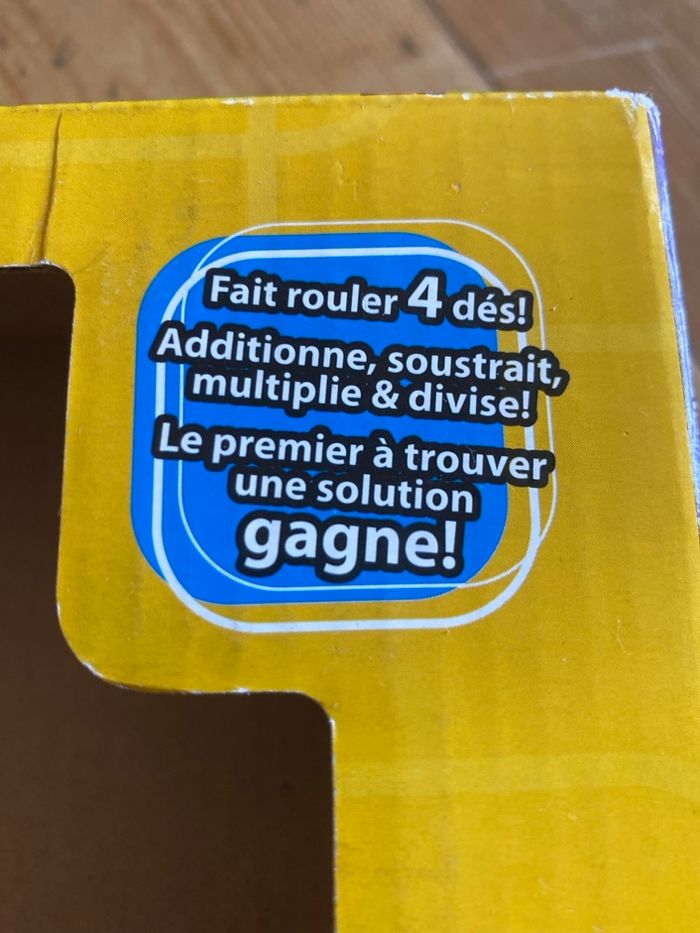 Fait rouler 4 dés!
Additionne, soustrait,
multiplie & divise!
Le premier à trouver
une solution
gagne!